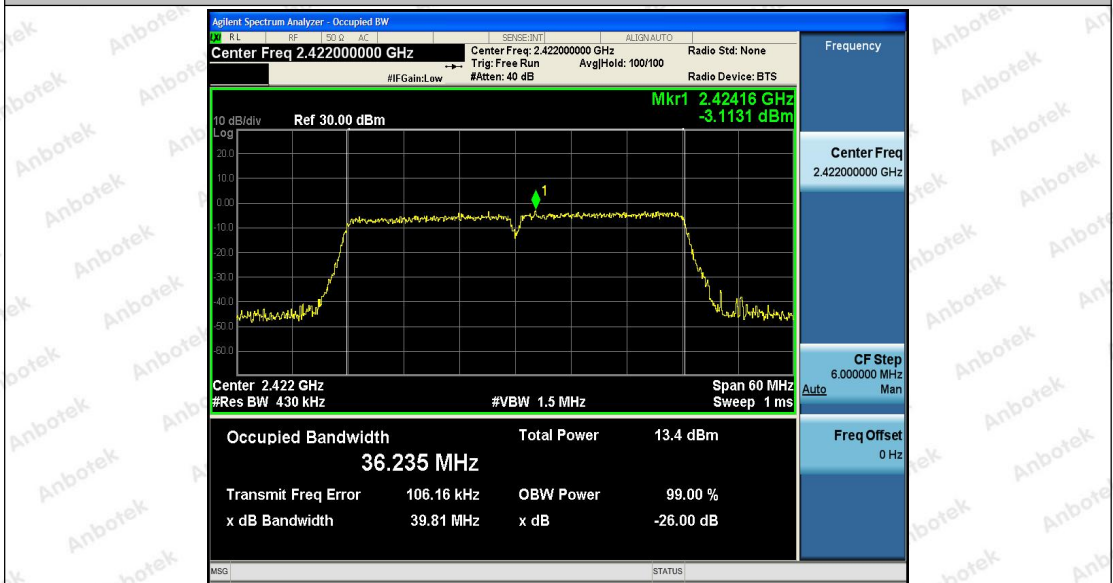 Agilent Spectrum Analyzer - Occupied BW
LXI RL RF 50 Ω AC SENSE:INT ALIGN AUTO
Center Freq 2.422000000 GHz
Center Freq: 2.422000000 GHz
Radio Std: None
Trig: Free Run Avg|Hold: 100/100
#IFGain:Low #Atten: 40 dB Radio Device: BTS
Frequency
Mkr1 2.42416 GHz
-3.1131 dBm
10 dB/div Ref 30.00 dBm
Log
20.0
10.0
0.00
-10.0
-20.0
-30.0
-40.0
-50.0
-60.0
1
Center 2.422 GHz Span 60 MHz
#Res BW 430 kHz #VBW 1.5 MHz Sweep 1 ms
Occupied Bandwidth Total Power 13.4 dBm
36.235 MHz
Transmit Freq Error 106.16 kHz OBW Power 99.00 %
x dB Bandwidth 39.81 MHz x dB -26.00 dB
Center Freq
2.422000000 GHz
CF Step
6.000000 MHz
Auto Man
Freq Offset
0 Hz
MSG STATUS
Anbotek